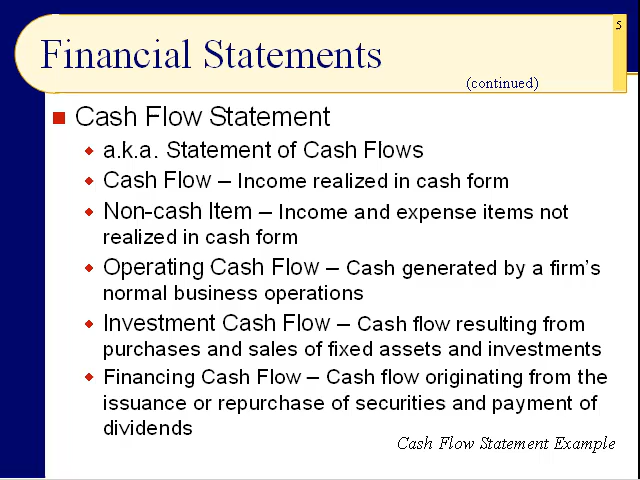 5
Financial Statements
(continued)
Cash Flow Statement
a.k.a. Statement of Cash Flows
Cash Flow – Income realized in cash form
Non-cash Item – Income and expense items not
realized in cash form
Operating Cash Flow – Cash generated by a firm's
normal business operations
Investment Cash Flow – Cash flow resulting from
purchases and sales of fixed assets and investments
Financing Cash Flow – Cash flow originating from the
issuance or repurchase of securities and payment of
dividends
Cash Flow Statement Example